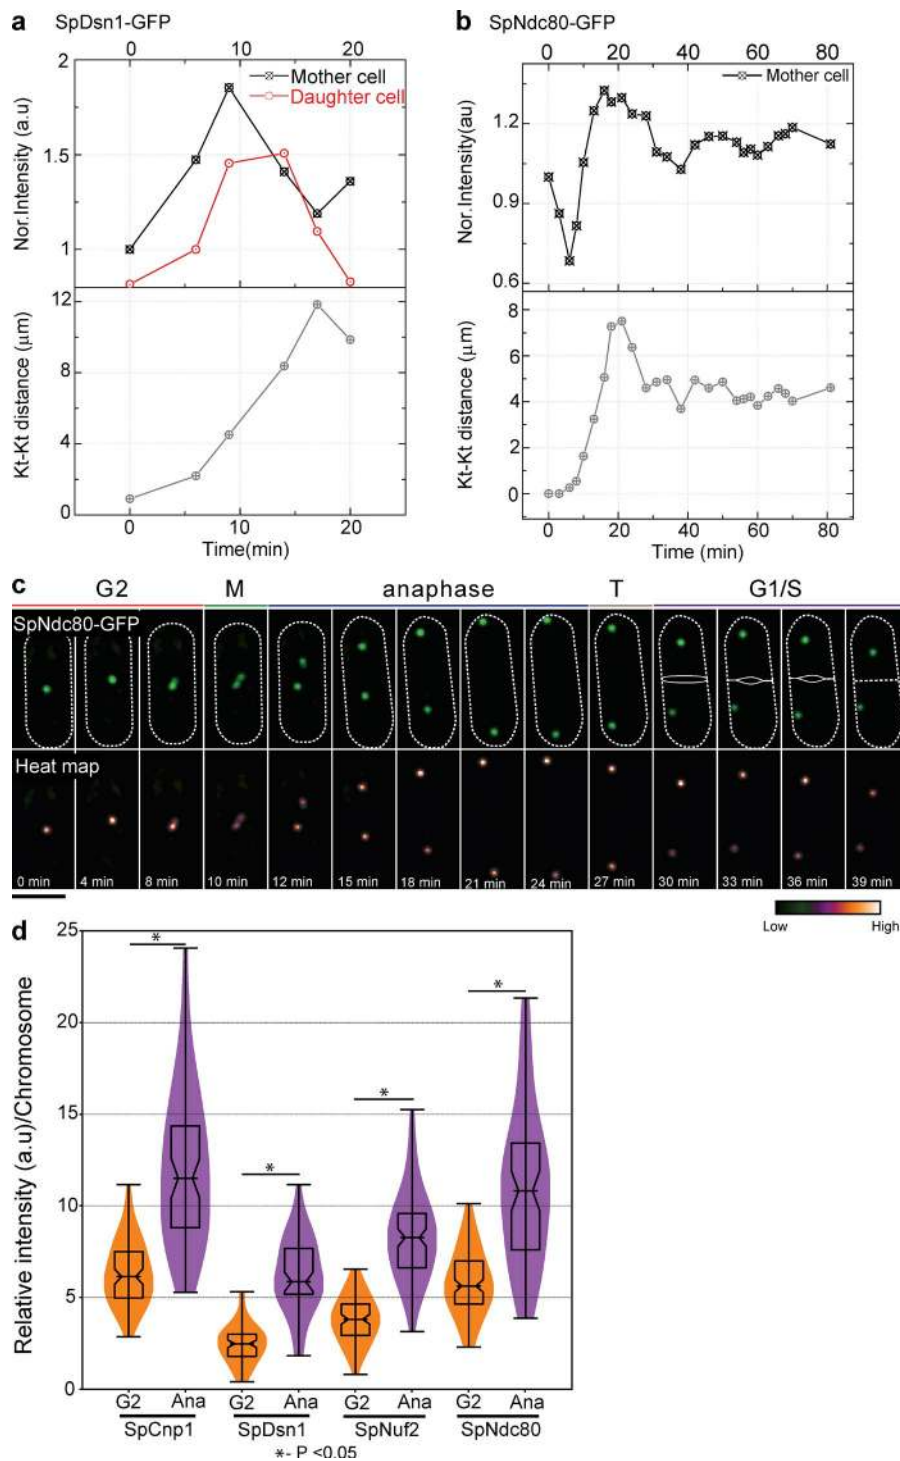 a SpDsn1-GFP
0 10 20
2
1.5
1
Nor.Intensity (a.u)
Mother cell
Daughter cell
12
8
4
0
Kt-Kt distance (μm)
0 10 20
Time(min)
b SpNdc80-GFP
0 20 40 60 80
1.2
0.9
0.6
Nor.Intensity(au)
Mother cell
8
6
4
2
0
Kt-Kt distance (μm)
0 20 40 60 80
Time (min)
c G2 M anaphase T G1/S
SpNdc80-GFP
Heat map
0 min 4 min 8 min 10 min 12 min 15 min 18 min 21 min 24 min 27 min 30 min 33 min 36 min 39 min
Low High
d
25
20
15
10
5
0
Relative intensity (a.u)/Chromosome
* * * *
G2 Ana G2 Ana G2 Ana G2 Ana
SpCnp1 SpDsn1 SpNuf2 SpNdc80
*- P <0.05